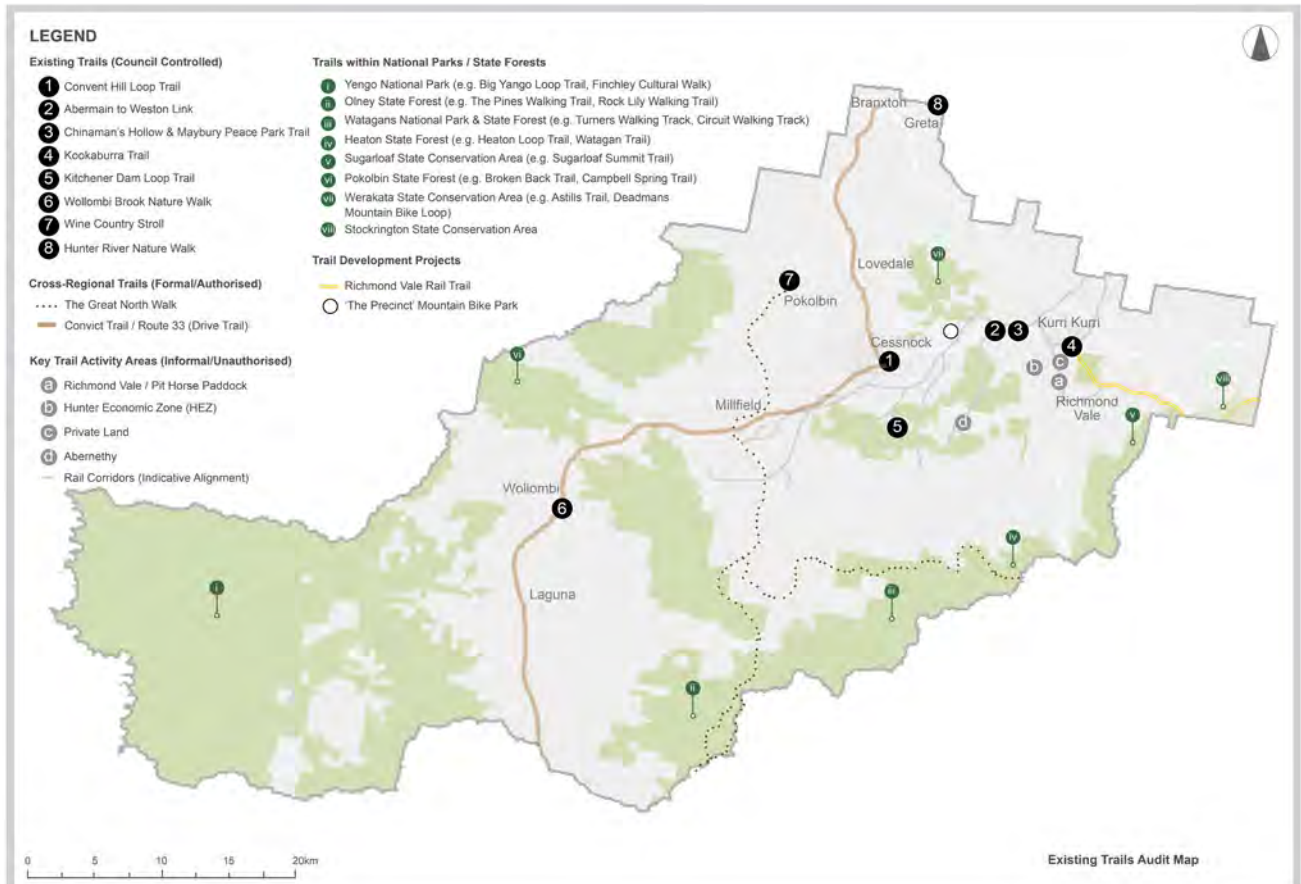 LEGEND
Existing Trails (Council Controlled)
1 Convent Hill Loop Trail
2 Abermain to Weston Link
3 Chinaman's Hollow & Maybury Peace Park Trail
4 Kookaburra Trail
5 Kitchener Dam Loop Trail
6 Wollombi Brook Nature Walk
7 Wine Country Stroll
8 Hunter River Nature Walk
Cross-Regional Trails (Formal/Authorised)
The Great North Walk
Convict Trail / Route 33 (Drive Trail)
Key Trail Activity Areas (Informal/Unauthorised)
a Richmond Vale / Pit Horse Paddock
b Hunter Economic Zone (HEZ)
c Private Land
d Abernethy
Rail Corridors (Indicative Alignment)
Trails within National Parks / State Forests
i Yengo National Park (e.g. Big Yango Loop Trail, Finchley Cultural Walk)
ii Olney State Forest (e.g. The Pines Walking Trail, Rock Lily Walking Trail)
iii Watagans National Park & State Forest (e.g. Turners Walking Track, Circuit Walking Track)
iv Heaton State Forest (e.g. Heaton Loop Trail, Watagan Trail)
v Sugarloaf State Conservation Area (e.g. Sugarloaf Summit Trail)
vi Pokolbin State Forest (e.g. Broken Back Trail, Campbell Spring Trail)
vii Werakata State Conservation Area (e.g. Astills Trail, Deadmans
Mountain Bike Loop)
viii Stockrington State Conservation Area
Trail Development Projects
Richmond Vale Rail Trail
'The Precinct' Mountain Bike Park
Branxton
8
Greta
vii
Lovedale
7
Pokolbin
2
3
Kurri Kurri
Cessnock
4
1
b
c
a
vi
viii
Richmond
Vale
Millfield
v
5
d
Wollombi
6
iv
i
iii
Laguna
ii
0 5 10 15 20km
Existing Trails Audit Map